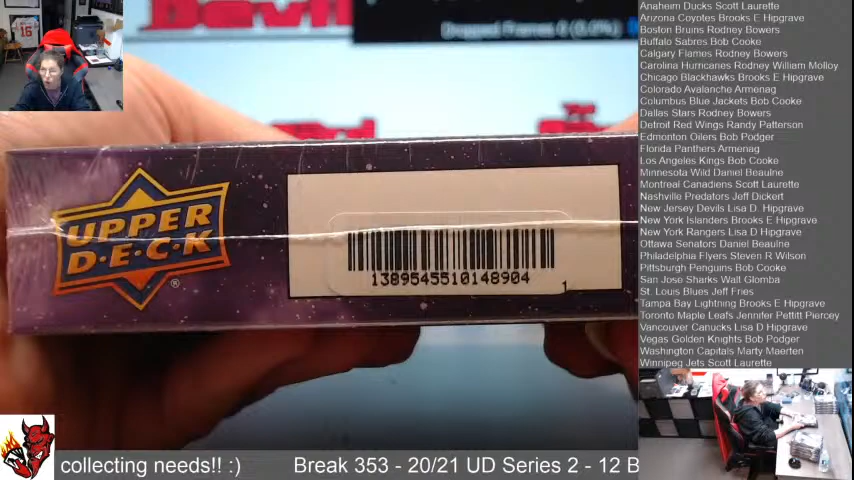 Dropped Frames 0 (0.0%)
16
UPPER
D·E·C·K
®
1389545510148904
1
Anaheim Ducks Scott Laurette
Arizona Coyotes Brooks E Hipgrave
Boston Bruins Rodney Bowers
Buffalo Sabres Bob Cooke
Calgary Flames Rodney Bowers
Carolina Hurricanes Rodney William Molloy
Chicago Blackhawks Brooks E Hipgrave
Colorado Avalanche Armenag
Columbus Blue Jackets Bob Cooke
Dallas Stars Rodney Bowers
Detroit Red Wings Randy Patterson
Edmonton Oilers Bob Podger
Florida Panthers Armenag
Los Angeles Kings Bob Cooke
Minnesota Wild Daniel Beaulne
Montreal Canadiens Scott Laurette
Nashville Predators Jeff Dickert
New Jersey Devils Lisa D. Hipgrave
New York Islanders Brooks E Hipgrave
New York Rangers Lisa D Hipgrave
Ottawa Senators Daniel Beaulne
Philadelphia Flyers Steven R Wilson
Pittsburgh Penguins Bob Cooke
San Jose Sharks Walt Glomba
St. Louis Blues Jeff Fries
Tampa Bay Lightning Brooks E Hipgrave
Toronto Maple Leafs Jennifer Pettitt Piercey
Vancouver Canucks Lisa D Hipgrave
Vegas Golden Knights Bob Podger
Washington Capitals Marty Maerten
Winnipeg Jets Scott Laurette
collecting needs!! :) Break 353 - 20/21 UD Series 2 - 12 B